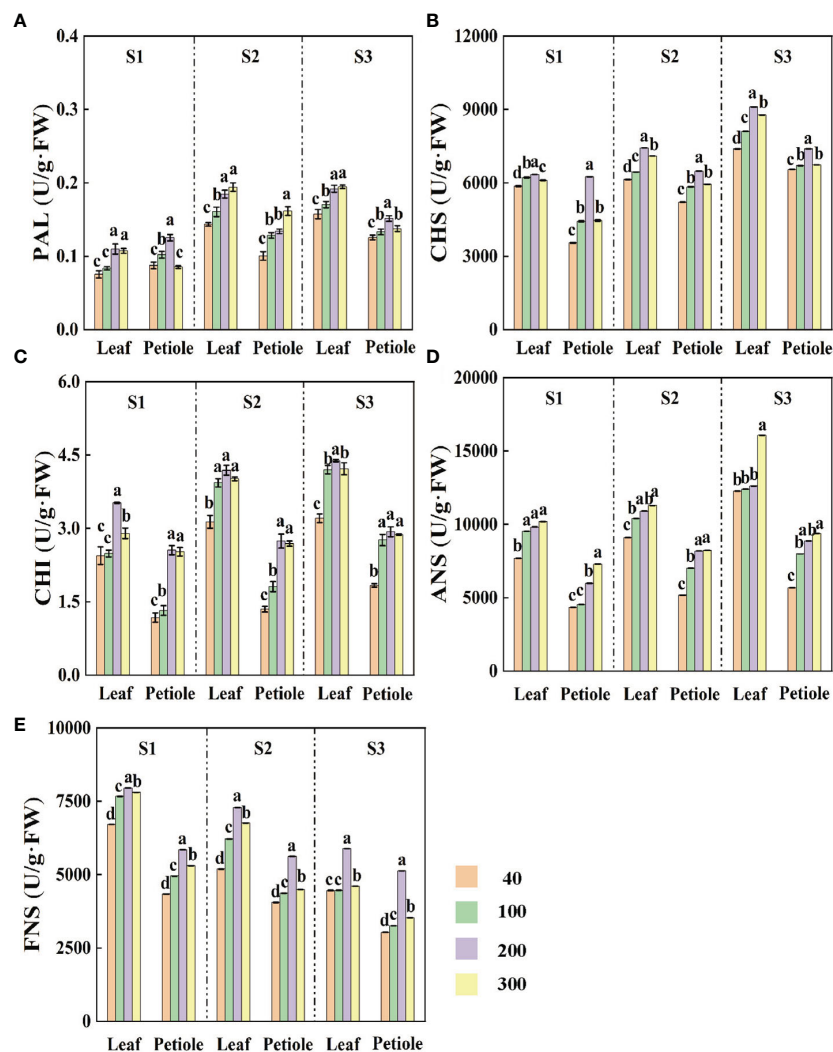 A
PAL (U/g·FW)
0.4
0.3
0.2
0.1
0.0
S1 S2 S3
c c a a c b a c c b a a c b b a c b a a c b a b
Leaf Petiole Leaf Petiole Leaf Petiole
B
CHS (U/g·FW)
12000
9000
6000
3000
0
S1 S2 S3
d b a c c b a b d c a b c b a b d c a b c b a b
Leaf Petiole Leaf Petiole Leaf Petiole
C
CHI (U/g·FW)
6.0
4.5
3.0
1.5
0.0
S1 S2 S3
c c a b c b a a b a a a c b a a c b a b b a a a
Leaf Petiole Leaf Petiole Leaf Petiole
D
ANS (U/g·FW)
20000
15000
10000
5000
0
S1 S2 S3
b a a a c c b a c b ab a c b a a b b b a c b a a
Leaf Petiole Leaf Petiole Leaf Petiole
E
FNS (U/g·FW)
10000
7500
5000
2500
0
S1 S2 S3
d c a b d c a b d c a b d c a b c c a b d c a b
Leaf Petiole Leaf Petiole Leaf Petiole
40
100
200
300